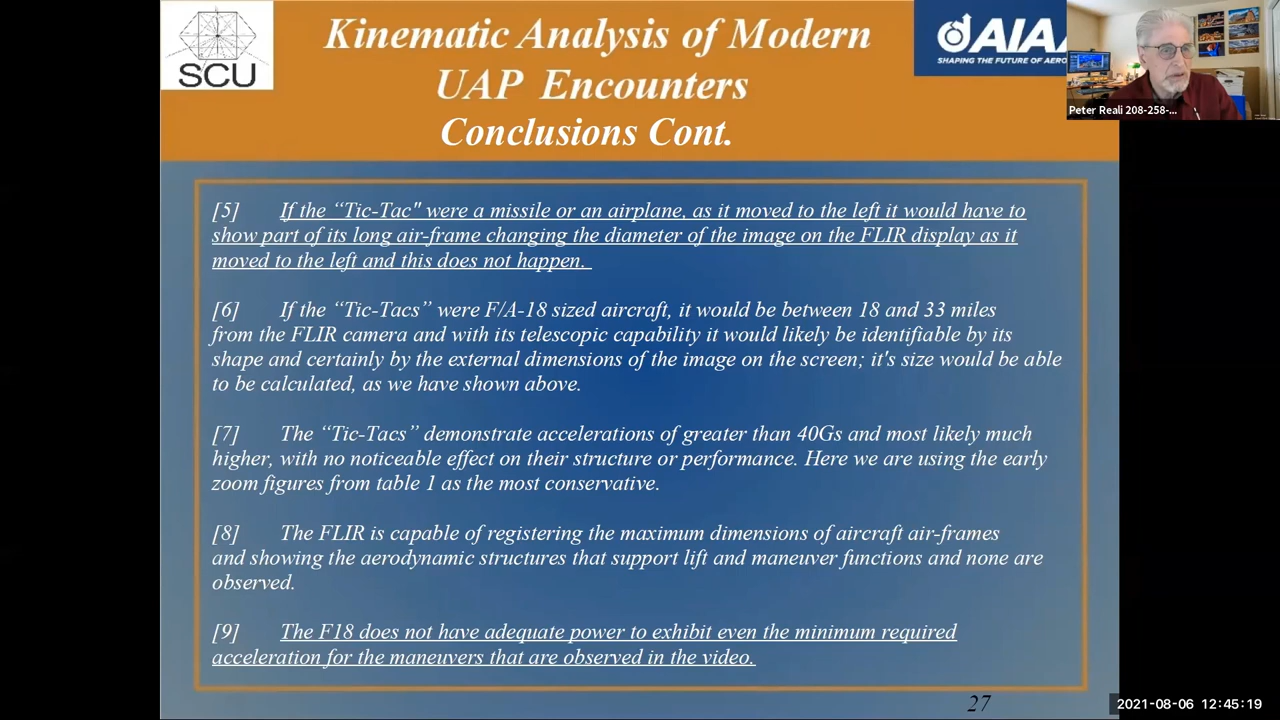 SCU
Kinematic Analysis of Modern
UAP Encounters
Conclusions Cont.
AIAA
SHAPING THE FUTURE OF AERO
Peter Reali 208-258-...
[5] If the “Tic-Tac" were a missile or an airplane, as it moved to the left it would have to
show part of its long air-frame changing the diameter of the image on the FLIR display as it
moved to the left and this does not happen.
[6] If the “Tic-Tacs” were F/A-18 sized aircraft, it would be between 18 and 33 miles
from the FLIR camera and with its telescopic capability it would likely be identifiable by its
shape and certainly by the external dimensions of the image on the screen; it's size would be able
to be calculated, as we have shown above.
[7] The “Tic-Tacs” demonstrate accelerations of greater than 40Gs and most likely much
higher, with no noticeable effect on their structure or performance. Here we are using the early
zoom figures from table 1 as the most conservative.
[8] The FLIR is capable of registering the maximum dimensions of aircraft air-frames
and showing the aerodynamic structures that support lift and maneuver functions and none are
observed.
[9] The F18 does not have adequate power to exhibit even the minimum required
acceleration for the maneuvers that are observed in the video.
27
2021-08-06 12:45:19